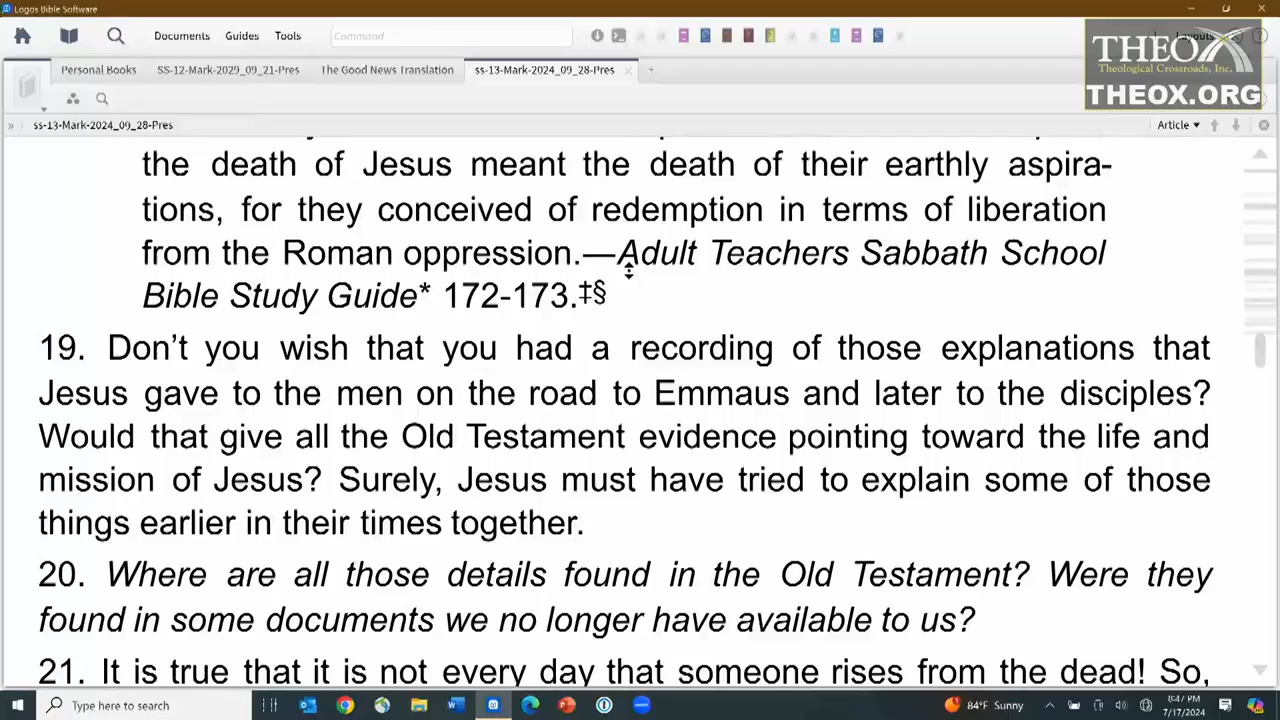 Logos Bible Software
Documents Guides Tools Command Layouts
THEOX
Theological Crossroads, Inc.
THEOX.ORG
Personal Books SS-12-Mark-2029_09_21-Pres The Good News Translat ss-13-Mark-2024_09_28-Pres
ss-13-Mark-2024_09_28-Pres Article
the death of Jesus meant the death of their earthly aspira-
tions, for they conceived of redemption in terms of liberation
from the Roman oppression.—Adult Teachers Sabbath School
Bible Study Guide* 172-173.‡§
19. Don’t you wish that you had a recording of those explanations that
Jesus gave to the men on the road to Emmaus and later to the disciples?
Would that give all the Old Testament evidence pointing toward the life and
mission of Jesus? Surely, Jesus must have tried to explain some of those
things earlier in their times together.
20. Where are all those details found in the Old Testament? Were they
found in some documents we no longer have available to us?
21. It is true that it is not every day that someone rises from the dead! So,
Type here to search 84°F Sunny 8:47 PM
7/17/2024